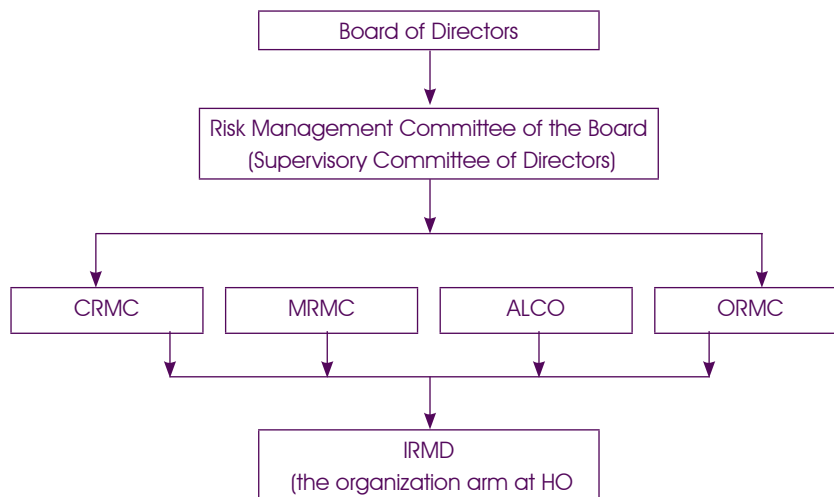 Board of Directors
Risk Management Committee of the Board
(Supervisory Committee of Directors)
CRMC
MRMC
ALCO
ORMC
IRMD
(the organization arm at HO